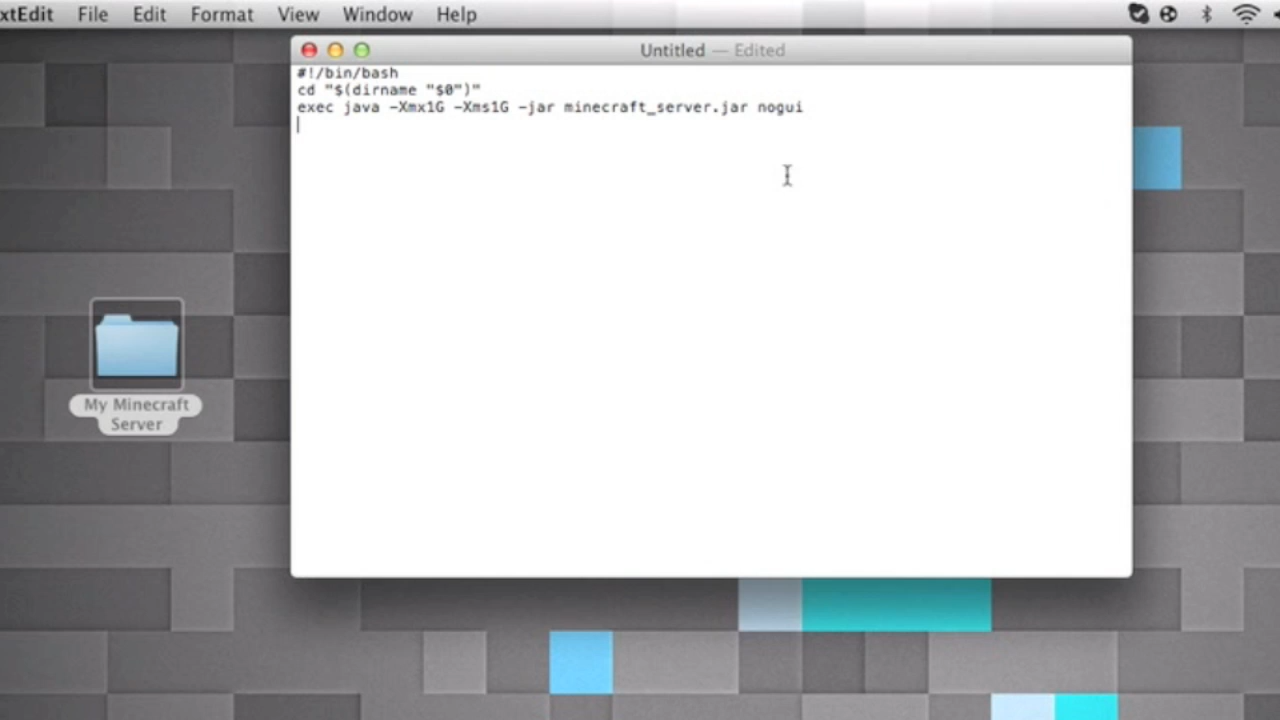 xtEdit File Edit Format View Window Help
Untitled — Edited
#!/bin/bash
cd "$(dirname "$0")"
exec java -Xmx1G -Xms1G -jar minecraft_server.jar nogui
My Minecraft
Server